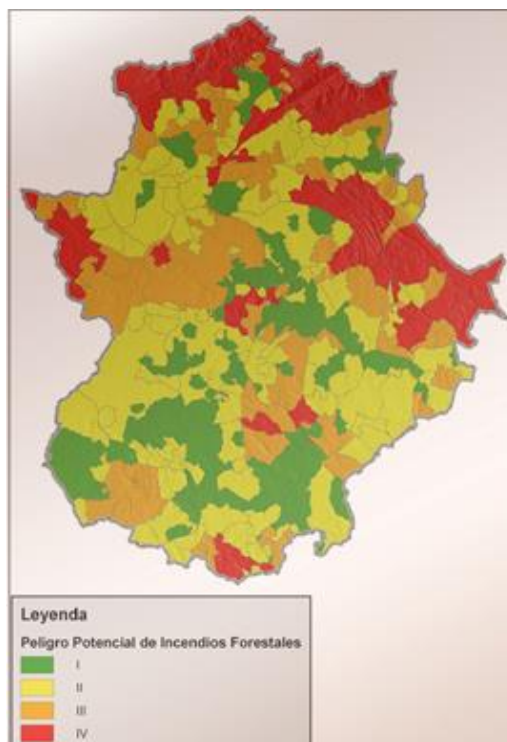 Leyenda
Peligro Potencial de Incendios Forestales
I
II
III
IV